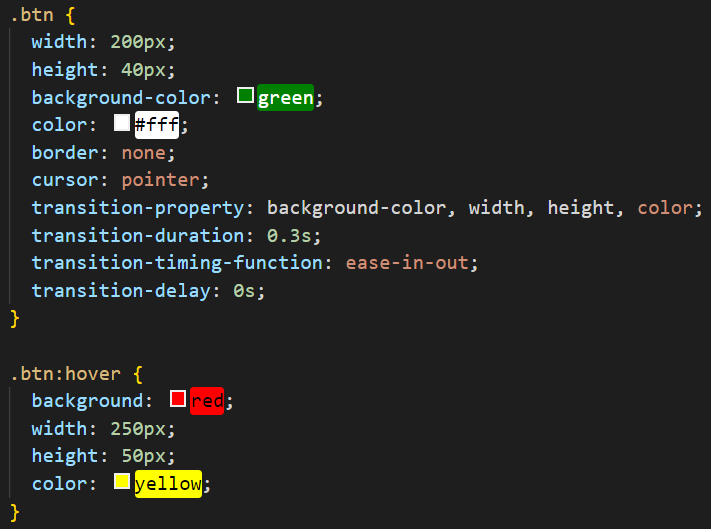 .btn {
  width: 200px;
  height: 40px;
  background-color: green;
  color: #fff;
  border: none;
  cursor: pointer;
  transition-property: background-color, width, height, color;
  transition-duration: 0.3s;
  transition-timing-function: ease-in-out;
  transition-delay: 0s;
}

.btn:hover {
  background: red;
  width: 250px;
  height: 50px;
  color: yellow;
}